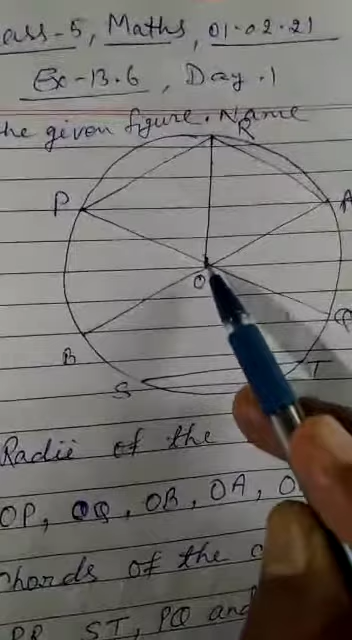 ass-5, Maths, 01.02.21
Ex-13.6, Day.1
he given figure. Name
R
P
A
O
Q
B
S
T
Radii of the
OP, OQ, OB, OA, O
Chords of the c
PR, ST, PQ and